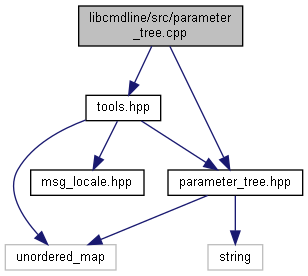 libcmdline/src/parameter
_tree.cpp
tools.hpp
msg_locale.hpp
parameter_tree.hpp
unordered_map
string